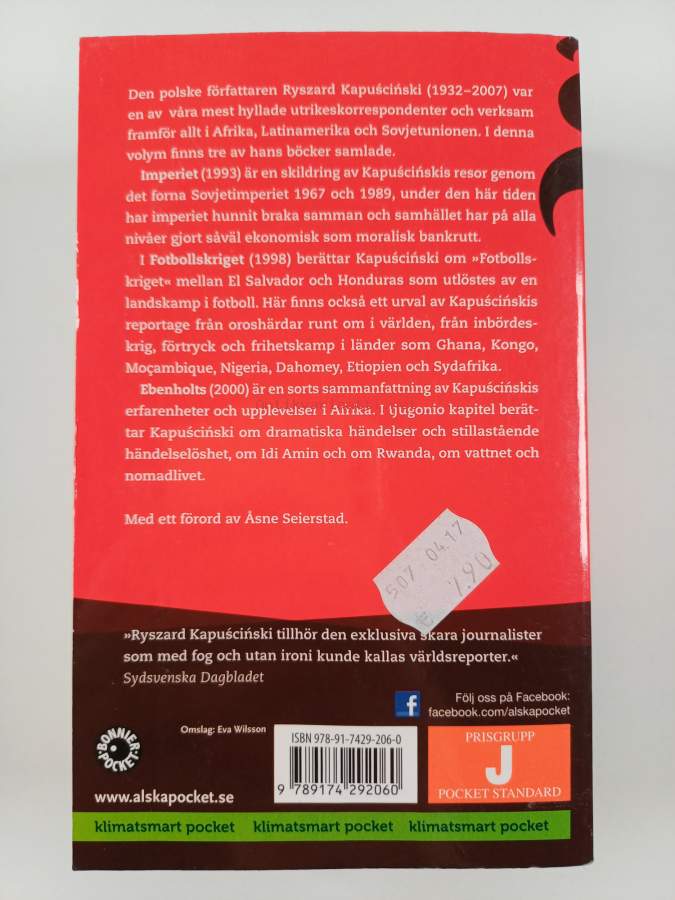 Den polske författaren Ryszard Kapuściński (1932–2007) var
en av våra mest hyllade utrikeskorrespondenter och verksam
framför allt i Afrika, Latinamerika och Sovjetunionen. I denna
volym finns tre av hans böcker samlade.
Imperiet (1993) är en skildring av Kapuścińskis resor genom
det forna Sovjetimperiet 1967 och 1989, under den här tiden
har imperiet hunnit braka samman och samhället har på alla
nivåer gjort såväl ekonomisk som moralisk bankrutt.
I Fotbollskriget (1998) berättar Kapuściński om »Fotbolls-
kriget« mellan El Salvador och Honduras som utlöstes av en
landskamp i fotboll. Här finns också ett urval av Kapuścińskis
reportage från oroshärdar runt om i världen, från inbördes-
krig, förtryck och frihetskamp i länder som Ghana, Kongo,
Moçambique, Nigeria, Dahomey, Etiopien och Sydafrika.
Ebenholts (2000) är en sorts sammanfattning av Kapuścińskis
erfarenheter och upplevelser i Afrika. I tjugonio kapitel berät-
tar Kapuściński om dramatiska händelser och stillastående
händelselöshet, om Idi Amin och om Rwanda, om vattnet och
nomadlivet.
Med ett förord av Åsne Seierstad.
507 04.17
€ 7.90
»Ryszard Kapuściński tillhör den exklusiva skara journalister
som med fog och utan ironi kunde kallas världsreporter.«
Sydsvenska Dagbladet
f
Följ oss på Facebook:
facebook.com/alskapocket
BONNIER POCKET
Omslag: Eva Wilsson
ISBN 978-91-7429-206-0
9 789174 292060
PRISGRUPP
J
POCKET STANDARD
www.alskapocket.se
klimatsmart pocket klimatsmart pocket klimatsmart pocket